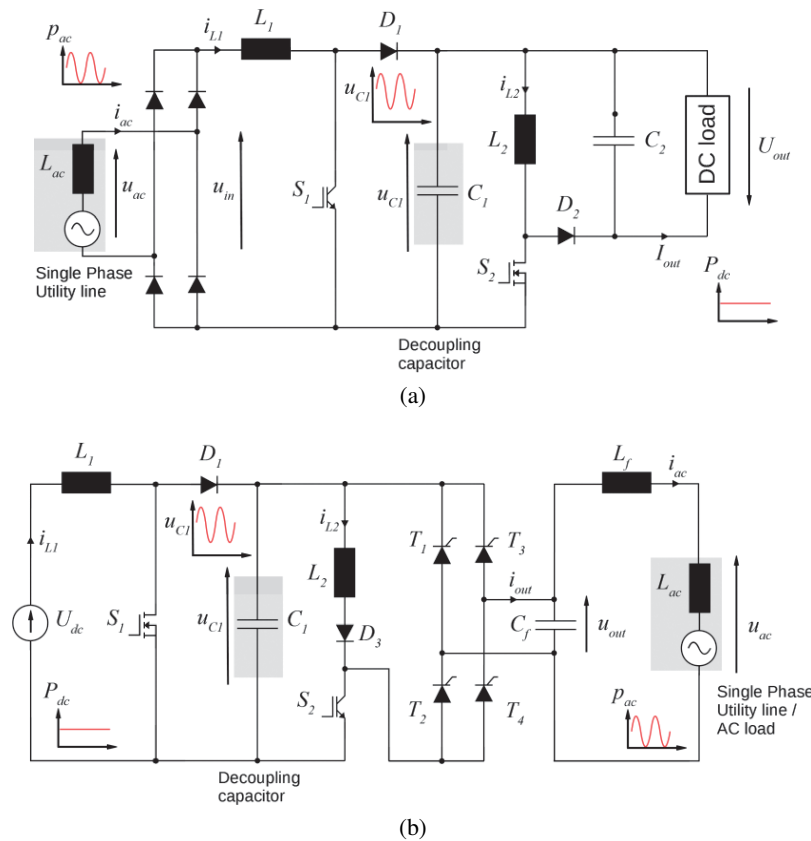 p_ac
i_L1
L_1
D_1
i_ac
u_C1
i_L2
L_ac
u_ac
u_in
S_1
u_C1
C_1
L_2
C_2
DC load
U_out
D_2
S_2
I_out
P_dc
Single Phase
Utility line
Decoupling
capacitor
(a)
L_1
D_1
L_f
i_ac
u_C1
i_L2
T_1
T_3
i_L1
L_2
i_out
L_ac
U_dc
S_1
u_C1
C_1
D_3
C_f
u_out
u_ac
P_dc
S_2
T_2
T_4
p_ac
Single Phase
Utility line /
AC load
Decoupling
capacitor
(b)